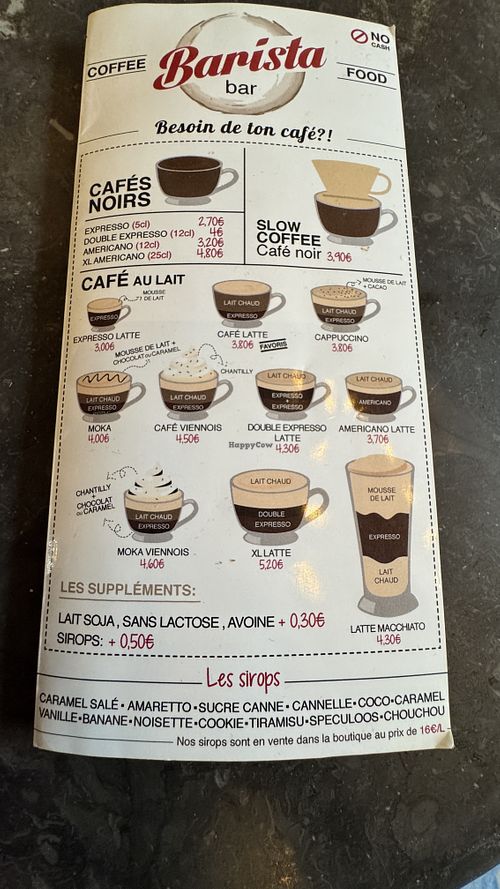 NO
CASH
COFFEE
Barista
bar
FOOD
Besoin de ton café?!
CAFÉS
NOIRS
EXPRESSO (5cl) 2,70€
DOUBLE EXPRESSO (12cl) 4€
AMERICANO (12cl) 3,20€
XL AMERICANO (25cl) 4,80€
SLOW
COFFEE
Café noir 3,90€
CAFÉ AU LAIT
MOUSSE
DE LAIT
EXPRESSO
EXPRESSO LATTE
3,00€
LAIT CHAUD
EXPRESSO
CAFÉ LATTE
3,80€ FAVORIS
MOUSSE DE LAIT
+ CACAO
LAIT CHAUD
EXPRESSO
CAPPUCCINO
3,80€
MOUSSE DE LAIT +
CHOCOLAT ou CARAMEL
LAIT CHAUD
EXPRESSO
MOKA
4,00€
CHANTILLY
LAIT CHAUD
EXPRESSO
CAFÉ VIENNOIS
4,50€
LAIT CHAUD
EXPRESSO
+
EXPRESSO
DOUBLE EXPRESSO
LATTE
4,30€
LAIT CHAUD
AMERICANO
AMERICANO LATTE
3,70€
HappyCow
CHANTILLY
+
CHOCOLAT
ou CARAMEL
LAIT CHAUD
EXPRESSO
MOKA VIENNOIS
4,60€
LAIT CHAUD
DOUBLE
EXPRESSO
XL LATTE
5,20€
MOUSSE
DE LAIT
EXPRESSO
LAIT
CHAUD
LATTE MACCHIATO
4,30€
LES SUPPLÉMENTS:
LAIT SOJA, SANS LACTOSE, AVOINE + 0,30€
SIROPS: + 0,50€
Les sirops
CARAMEL SALÉ • AMARETTO • SUCRE CANNE • CANNELLE • COCO • CARAMEL
VANILLE • BANANE • NOISETTE • COOKIE • TIRAMISU • SPECULOOS • CHOUCHOU
Nos sirops sont en vente dans la boutique au prix de 16€/L